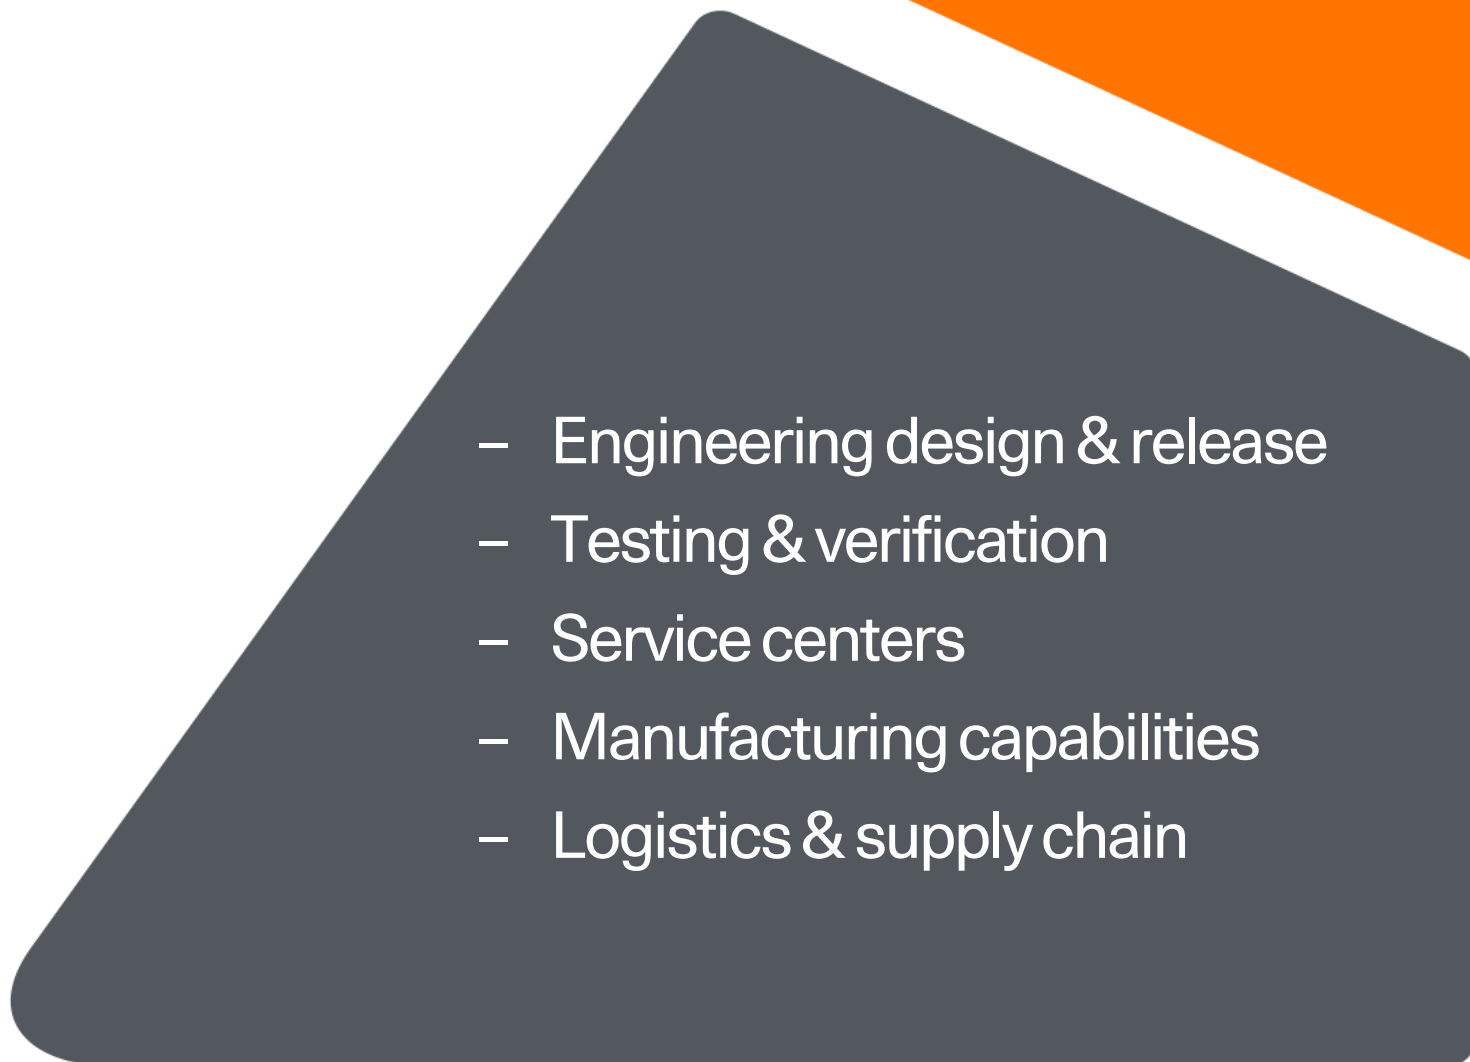 – Engineering design & release
– Testing & verification
– Service centers
– Manufacturing capabilities
– Logistics & supply chain